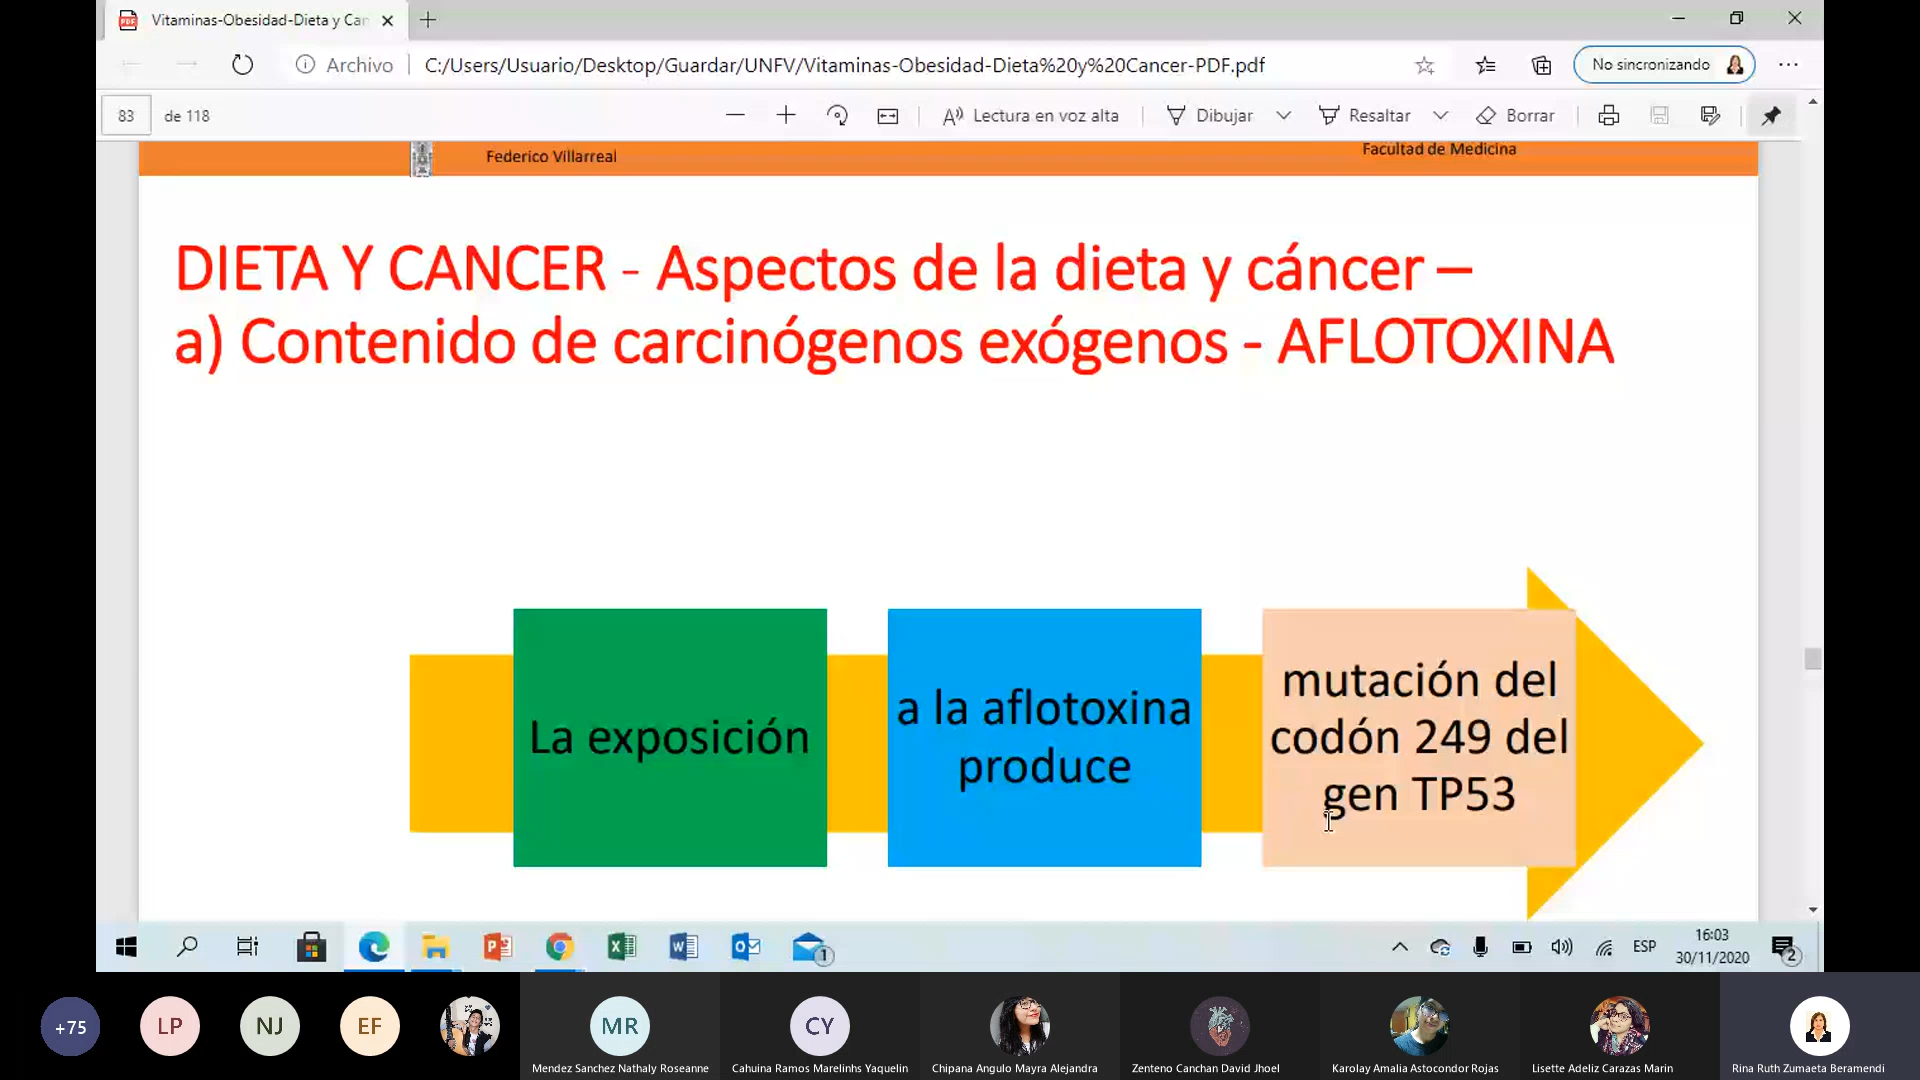 Vitaminas-Obesidad-Dieta y Can
Archivo
C:/Users/Usuario/Desktop/Guardar/UNFV/Vitaminas-Obesidad-Dieta%20y%20Cancer-PDF.pdf
No sincronizando
83
de 118
Lectura en voz alta
Dibujar
Resaltar
Borrar
Federico Villarreal
Facultad de Medicina
DIETA Y CANCER - Aspectos de la dieta y cáncer –
a) Contenido de carcinógenos exógenos - AFLOTOXINA
La exposición
a la aflotoxina
produce
mutación del
codón 249 del
gen TP53
1
ESP
16:03
30/11/2020
2
+75
LP
NJ
EF
MR
CY
Mendez Sanchez Nathaly Roseanne
Cahuina Ramos Marelinhs Yaquelin
Chipana Angulo Mayra Alejandra
Zenteno Canchan David Jhoel
Karolay Amalia Astocondor Rojas
Lisette Adeliz Carazas Marin
Rina Ruth Zumaeta Beramendi